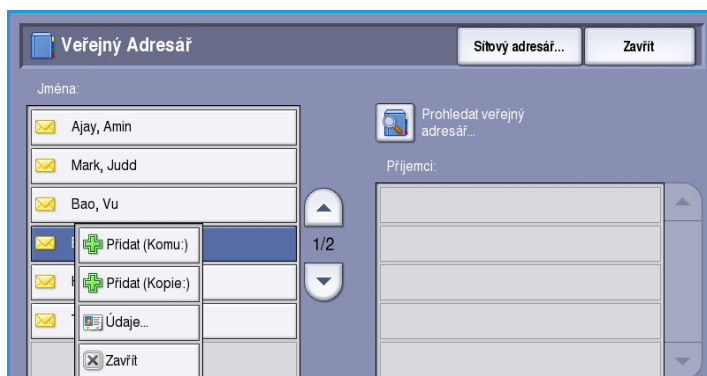 Veřejný Adresář
Síťový adresář...
Zavřít
Jména:
Ajay, Amin
Prohledat veřejný
adresář...
Mark, Judd
Příjemci:
Bao, Vu
Přidat (Komu:)
1/2
Přidat (Kopie:)
Údaje...
Zavřít